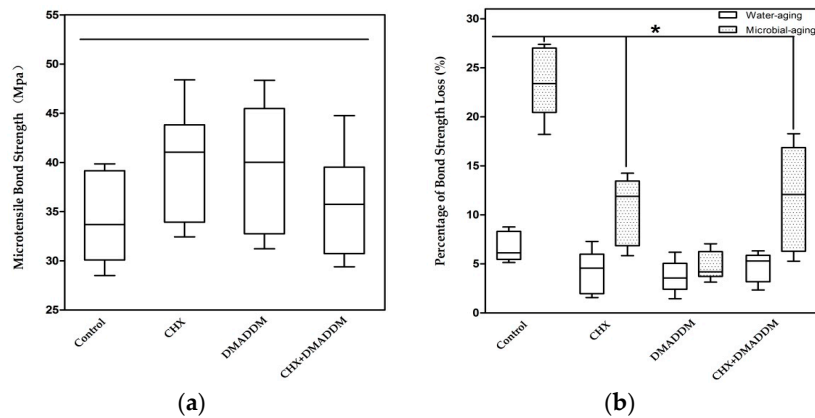 Microtensile Bond Strength（Mpa）
55
50
45
40
35
30
25
Control
CHX
DMADDM
CHX+DMADDM
(a)
Percentage of Bond Strength Loss (%)
30
25
20
15
10
5
0
Water-aging
Microbial-aging
*
Control
CHX
DMADDM
CHX+DMADDM
(b)